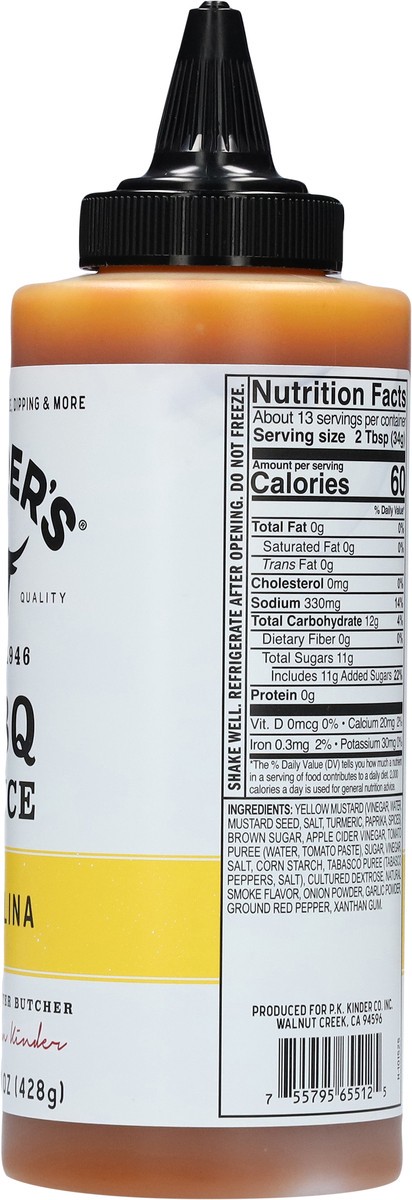 E, DIPPING & MORE
ER'S®
QUALITY
1946
BQ
CE
LINA
TER BUTCHER
Kinder
OZ (428g)
SHAKE WELL. REFRIGERATE AFTER OPENING. DO NOT FREEZE.
Nutrition Facts
About 13 servings per container
Serving size 2 Tbsp (34g)
Amount per serving
Calories 60
% Daily Value*
Total Fat 0g 0%
Saturated Fat 0g 0%
Trans Fat 0g
Cholesterol 0mg 0%
Sodium 330mg 14%
Total Carbohydrate 12g 4%
Dietary Fiber 0g 0%
Total Sugars 11g
Includes 11g Added Sugars 22%
Protein 0g
Vit. D 0mcg 0% • Calcium 20mg 2%
Iron 0.3mg 2% • Potassium 30mg 0%
*The % Daily Value (DV) tells you how much a nutrient
in a serving of food contributes to a daily diet. 2,000
calories a day is used for general nutrition advice.
INGREDIENTS: YELLOW MUSTARD (VINEGAR, WATER,
MUSTARD SEED, SALT, TURMERIC, PAPRIKA, SPICES),
BROWN SUGAR, APPLE CIDER VINEGAR, TOMATO
PUREE (WATER, TOMATO PASTE), SUGAR, VINEGAR,
SALT, CORN STARCH, TABASCO PUREE (TABASCO
PEPPERS, SALT), CULTURED DEXTROSE, NATURAL
SMOKE FLAVOR, ONION POWDER, GARLIC POWDER,
GROUND RED PEPPER, XANTHAN GUM.
PRODUCED FOR P.K. KINDER CO. INC.
WALNUT CREEK, CA 94596
7 55795 65512 5